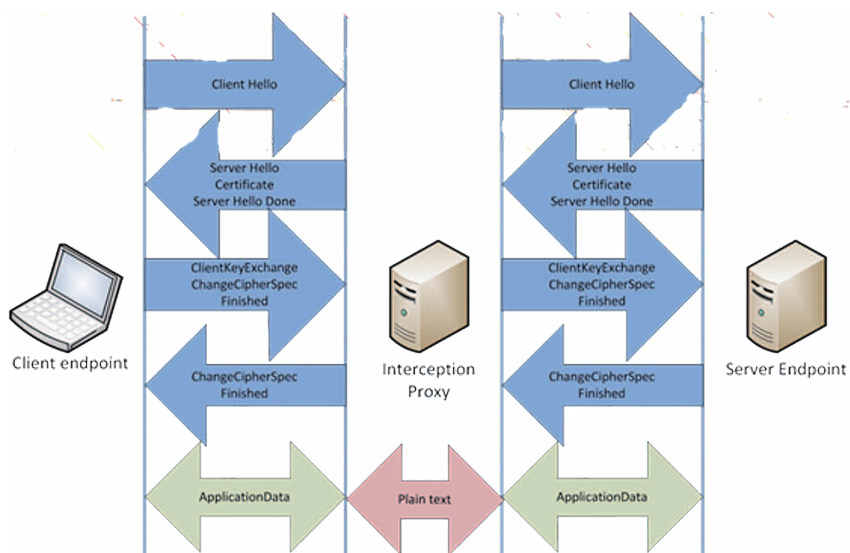 Client Hello
Client Hello
Server Hello
Certificate
Server Hello Done
Server Hello
Certificate
Server Hello Done
ClientKeyExchange
ChangeCipherSpec
Finished
ClientKeyExchange
ChangeCipherSpec
Finished
Client endpoint
Interception
Proxy
Server Endpoint
ChangeCipherSpec
Finished
ChangeCipherSpec
Finished
ApplicationData
Plain text
ApplicationData